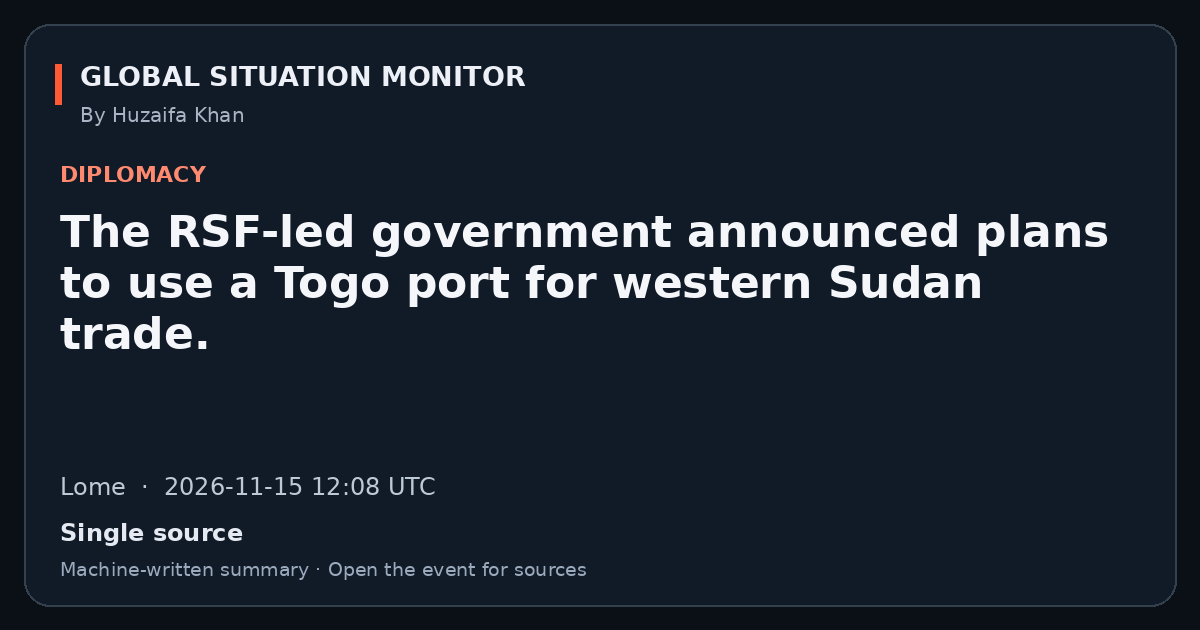 GLOBAL SITUATION MONITOR
By Huzaifa Khan
DIPLOMACY
The RSF-led government announced plans
to use a Togo port for western Sudan
trade.
Lome · 2026-11-15 12:08 UTC
Single source
Machine-written summary · Open the event for sources